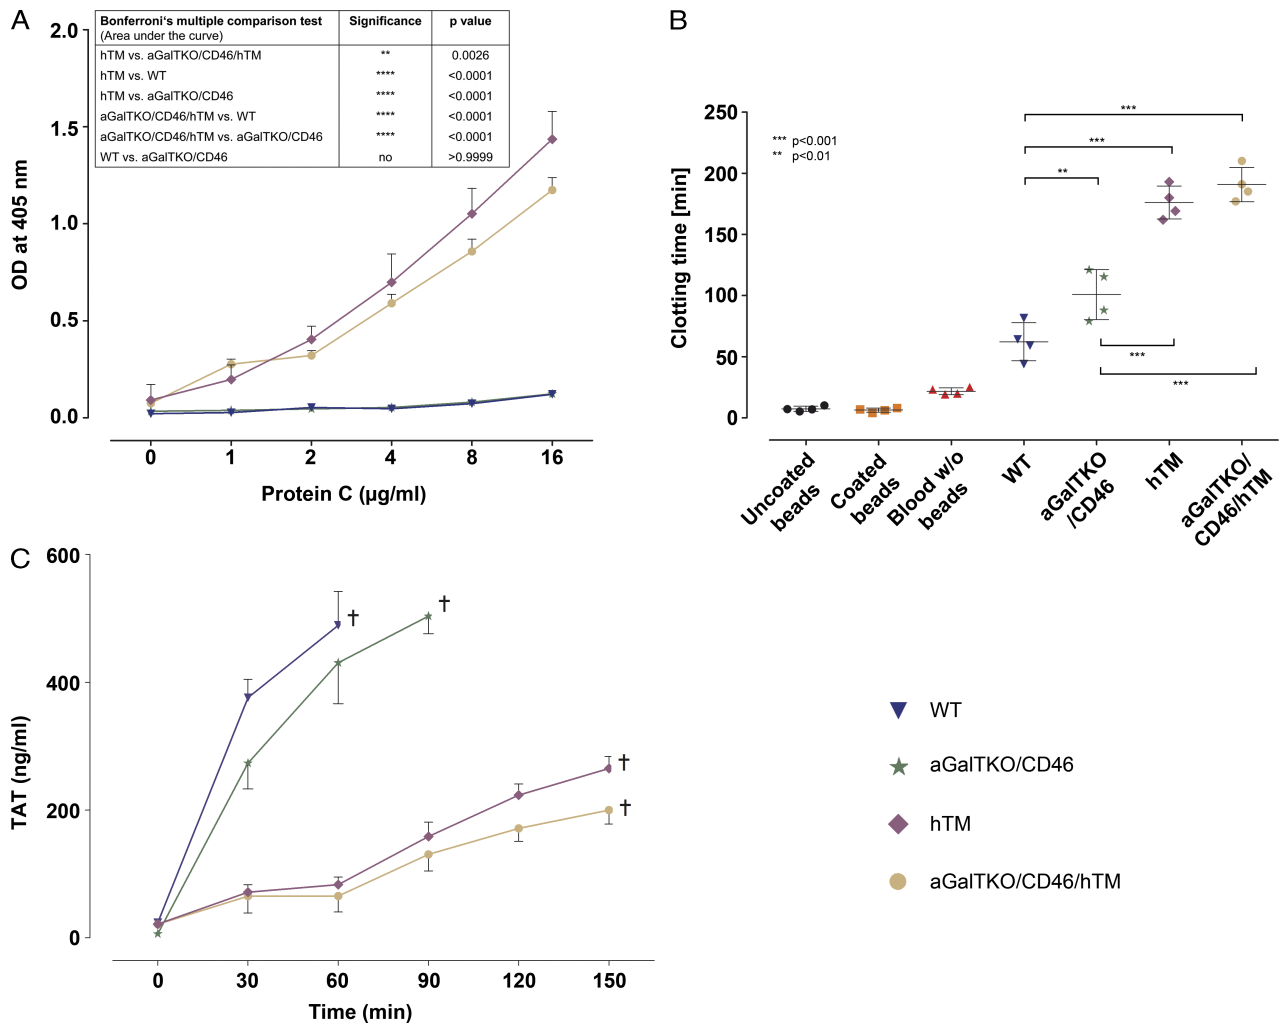 A
Bonferroni's multiple comparison test Significance p value
(Area under the curve)
hTM vs. aGalTKO/CD46/hTM ** 0.0026
hTM vs. WT **** <0.0001
hTM vs. aGalTKO/CD46 **** <0.0001
aGalTKO/CD46/hTM vs. WT **** <0.0001
aGalTKO/CD46/hTM vs. aGalTKO/CD46 **** <0.0001
WT vs. aGalTKO/CD46 no >0.9999
2.0
1.5
1.0
0.5
0.0
OD at 405 nm
0 1 2 4 8 16
Protein C (µg/ml)
B
*** p<0.001
** p<0.01
250
200
150
100
50
0
Clotting time [min]
***
***
**
***
***
Uncoated
beads
Coated
beads
Blood w/o
beads
WT
aGalTKO
/CD46
hTM
aGalTKO/
CD46/hTM
C
600
400
200
0
TAT (ng/ml)
†
†
†
†
0 30 60 90 120 150
Time (min)
WT
aGalTKO/CD46
hTM
aGalTKO/CD46/hTM